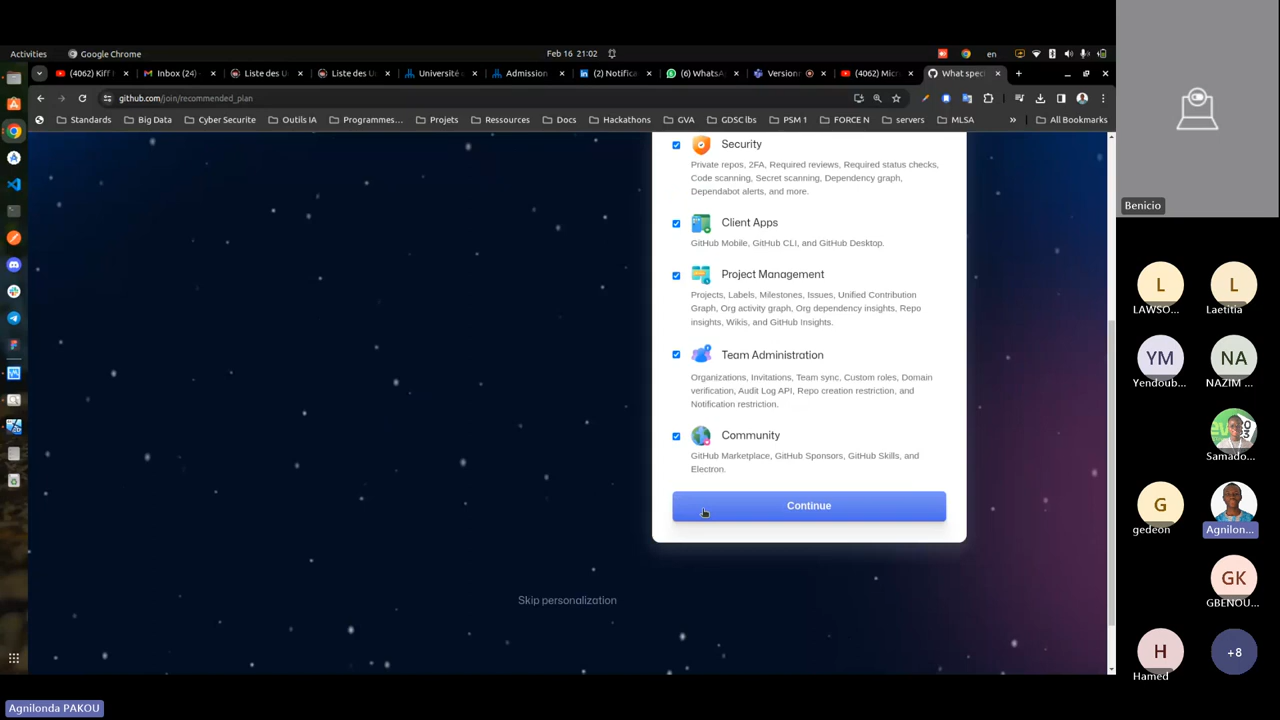 Activities
Google Chrome
Feb 16 21:02
en
(4062) Kiff
Inbox (24)
Liste des
Liste des
Université
Admission
(2) Notifica
(6) WhatsA
Version
(4062) Mic
What spec
github.com/join/recommended_plan
Standards
Big Data
Cyber Securite
Outils IA
Programmes...
Projets
Ressources
Docs
Hackathons
GVA
GDSC lbs
PSM 1
FORCE N
servers
MLSA
»
All Bookmarks
Security
Private repos, 2FA, Required reviews, Required status checks,
Code scanning, Secret scanning, Dependency graph,
Dependabot alerts, and more.
Client Apps
GitHub Mobile, GitHub CLI, and GitHub Desktop.
Project Management
Projects, Labels, Milestones, Issues, Unified Contribution
Graph, Org activity graph, Org dependency insights, Repo
insights, Wikis, and GitHub Insights.
Team Administration
Organizations, Invitations, Team sync, Custom roles, Domain
verification, Audit Log API, Repo creation restriction, and
Notification restriction.
Community
GitHub Marketplace, GitHub Sponsors, GitHub Skills, and
Electron.
Continue
Skip personalization
Benicio
L
LAWSO...
L
Laetitia
YM
Yendoub...
NA
NAZIM ...
Samado...
G
gedeon
Agnilon...
GK
GBENOU...
H
Hamed
+8
Agnilonda PAKOU